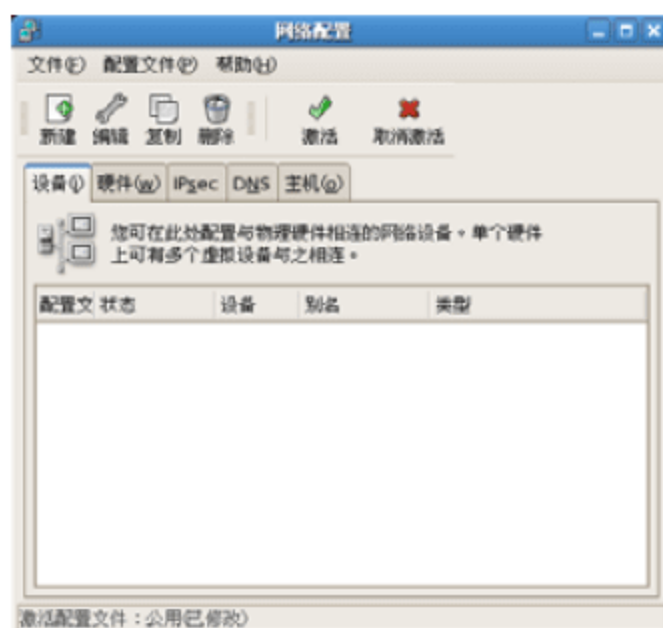 网络配置
文件(F) 配置文件(P) 帮助(H)
新建 编辑 复制 删除 激活 取消激活
设备(I) 硬件(w) IPsec DNS 主机(o)
您可在此处配置与物理硬件相连的网络设备。单个硬件
上可有多个虚拟设备与之相连。
配置文 状态 设备 别名 类型
激活配置文件：公用(已修改)